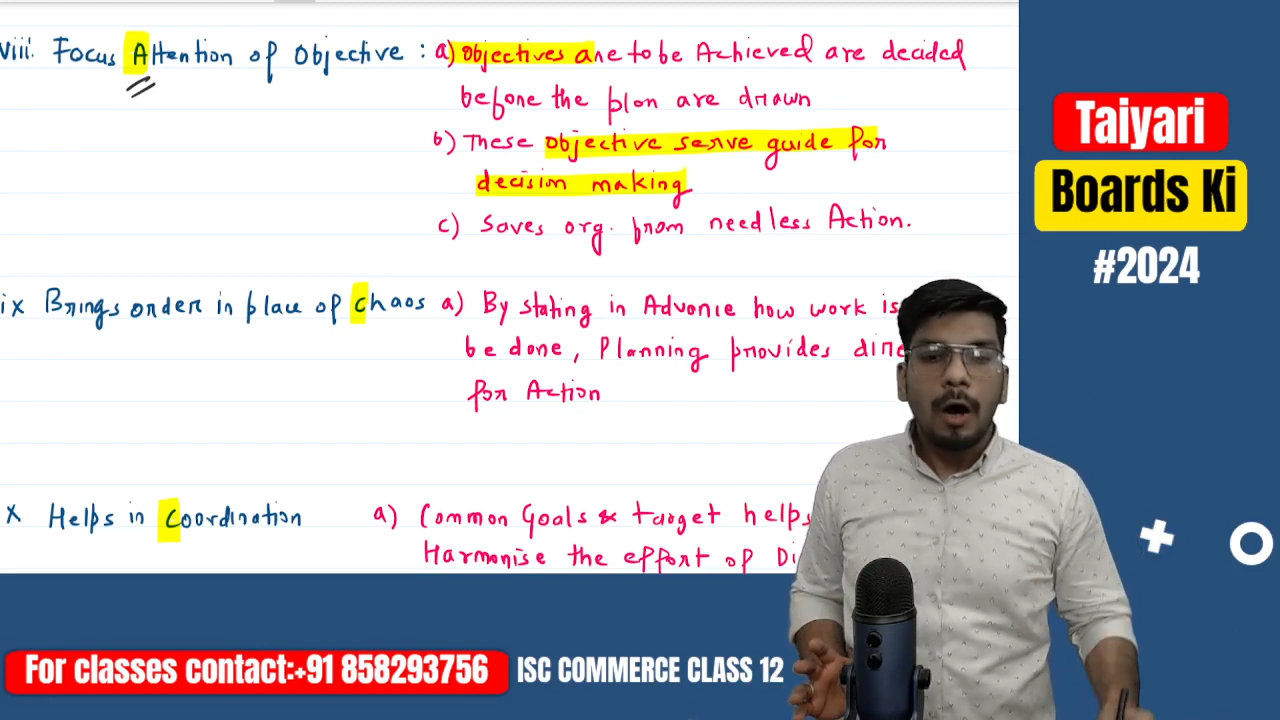 viii. Focus Attention of Objective : a) Objectives are to be Achieved are decided
before the plan are drawn
b) These objective serve guide for
decision making
c) Saves org. from needless Action.
ix Brings order in place of chaos a) By stating in Advance how work is
be done, Planning provides
for Action
x Helps in Coordination a) Common Goals & target helps
Harmonise the effort of
Taiyari
Boards Ki
#2024
For classes contact:+91 858293756
ISC COMMERCE CLASS 12